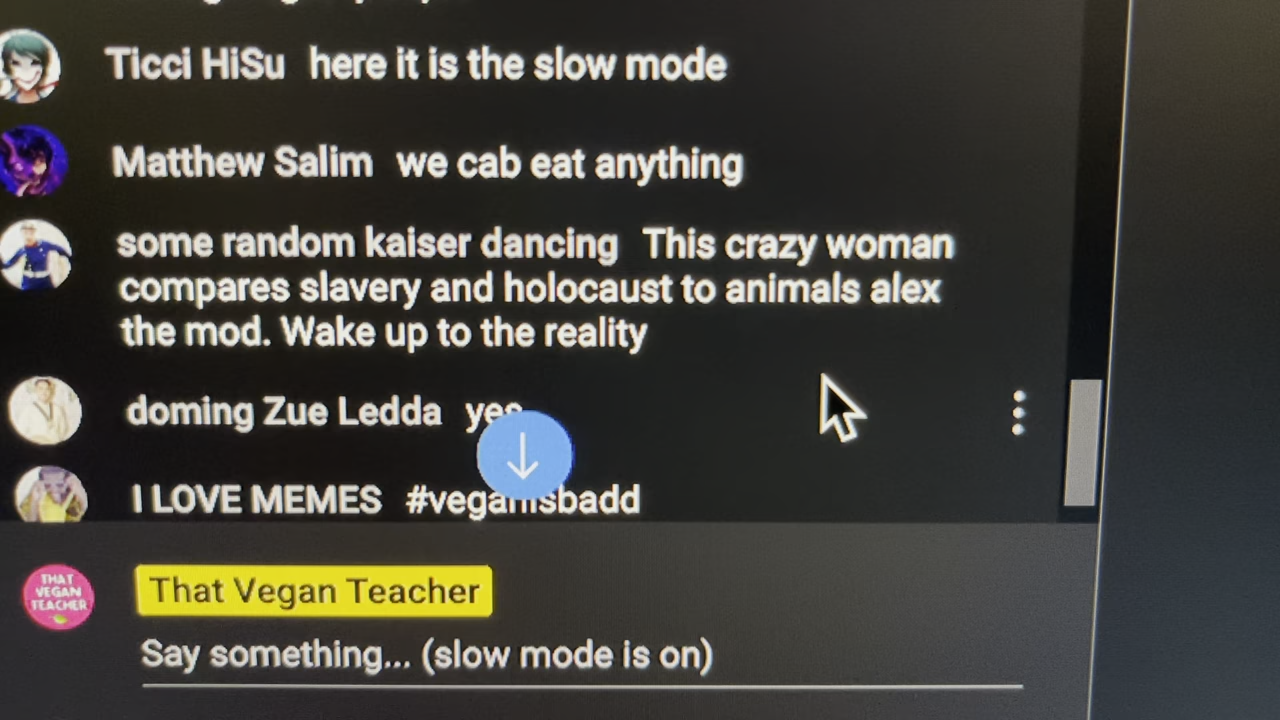 Ticci HiSu here it is the slow mode
Matthew Salim we cab eat anything
some random kaiser dancing This crazy woman
compares slavery and holocaust to animals alex
the mod. Wake up to the reality
doming Zue Ledda yes
I LOVE MEMES #veganisbadd
THAT
VEGAN
TEACHER
That Vegan Teacher
Say something... (slow mode is on)